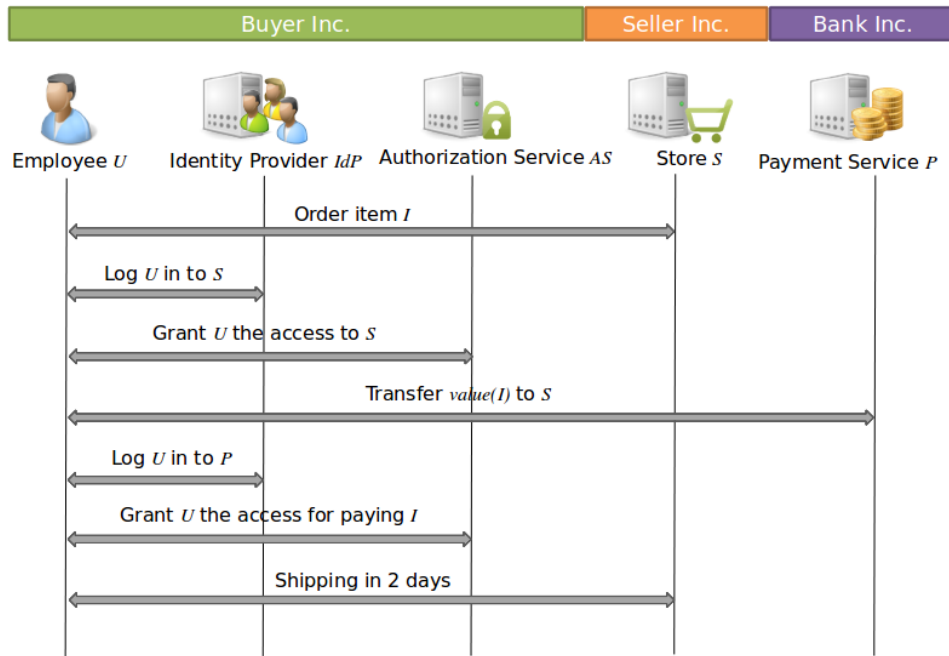 Buyer Inc.
Seller Inc.
Bank Inc.
Employee U
Identity Provider IdP
Authorization Service AS
Store S
Payment Service P
Order item I
Log U in to S
Grant U the access to S
Transfer value(I) to S
Log U in to P
Grant U the access for paying I
Shipping in 2 days